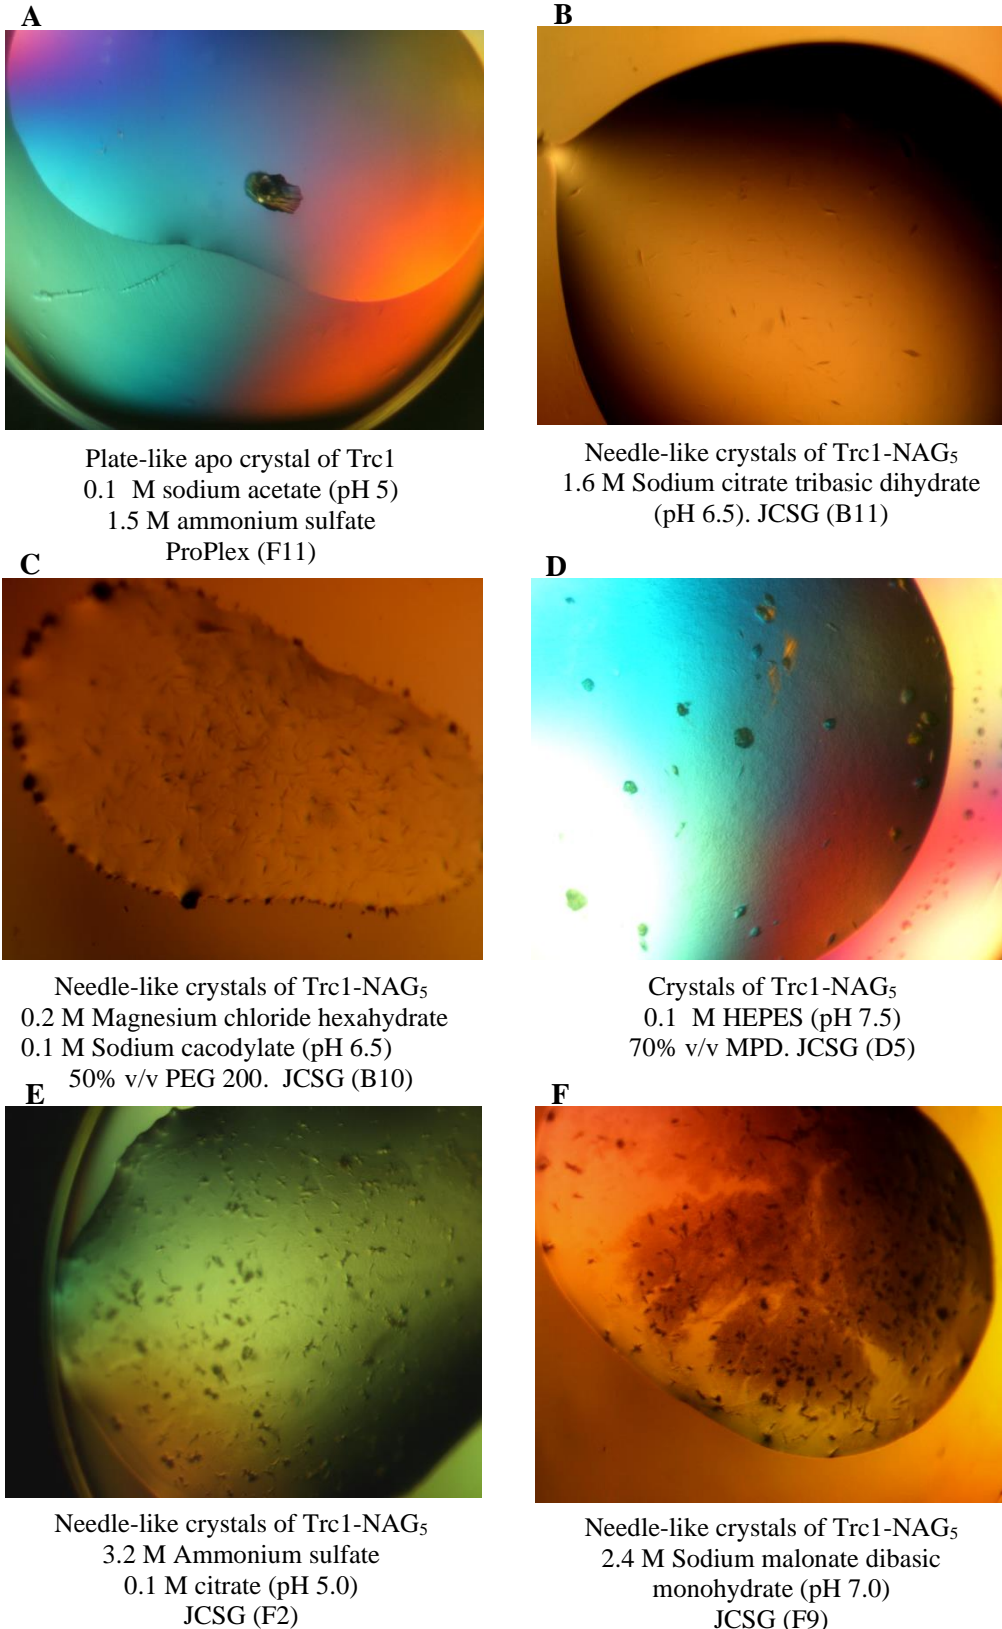 A
Plate-like apo crystal of Trc1
0.1  M sodium acetate (pH 5)
1.5 M ammonium sulfate
ProPlex (F11)
B
Needle-like crystals of Trc1-NAG₅
1.6 M Sodium citrate tribasic dihydrate
(pH 6.5). JCSG (B11)
C
Needle-like crystals of Trc1-NAG₅
0.2 M Magnesium chloride hexahydrate
0.1 M Sodium cacodylate (pH 6.5)
50% v/v PEG 200.  JCSG (B10)
D
Crystals of Trc1-NAG₅
0.1  M HEPES (pH 7.5)
70% v/v MPD. JCSG (D5)
E
Needle-like crystals of Trc1-NAG₅
3.2 M Ammonium sulfate
0.1 M citrate (pH 5.0)
JCSG (F2)
F
Needle-like crystals of Trc1-NAG₅
2.4 M Sodium malonate dibasic
monohydrate (pH 7.0)
JCSG (F9)